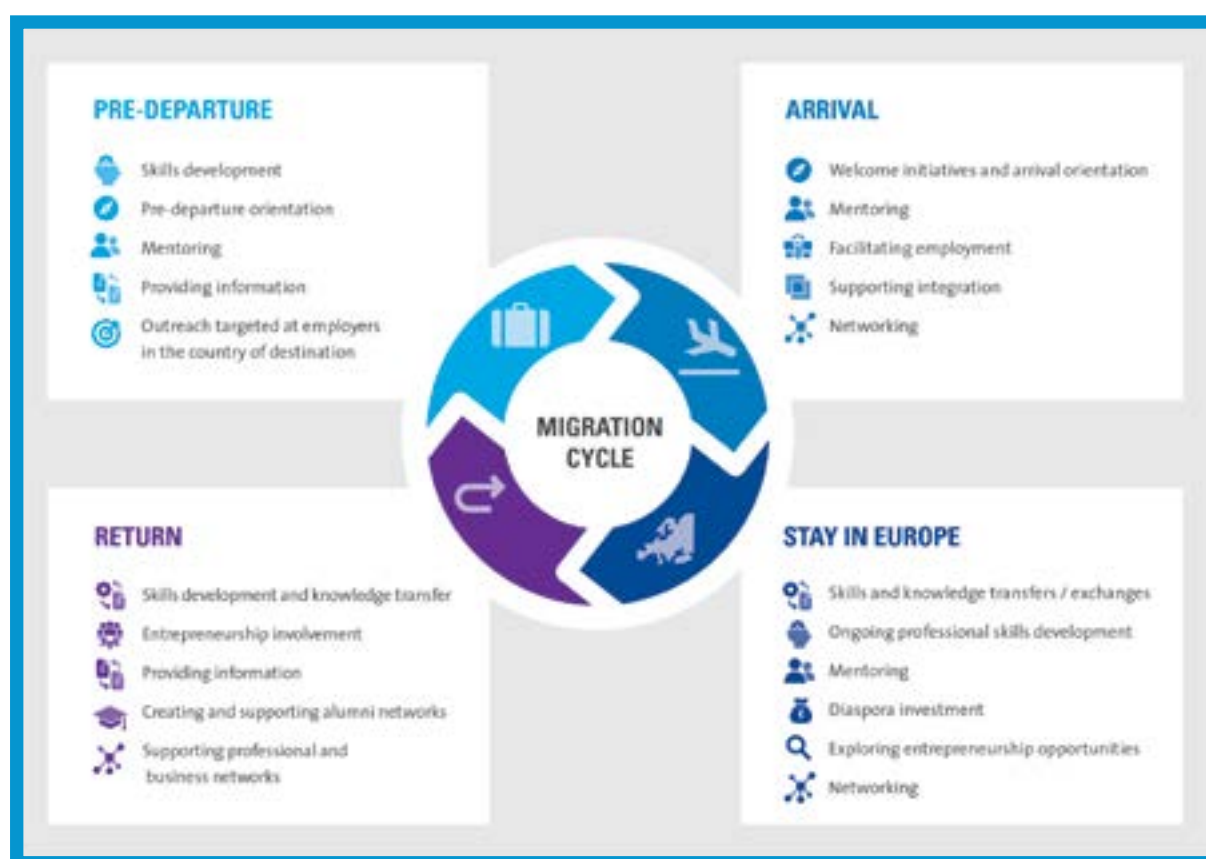 PRE-DEPARTURE
Skills development
Pre-departure orientation
Mentoring
Providing information
Outreach targeted at employers
in the country of destination
ARRIVAL
Welcome initiatives and arrival orientation
Mentoring
Facilitating employment
Supporting integration
Networking
MIGRATION
CYCLE
RETURN
Skills development and knowledge transfer
Entrepreneurship involvement
Providing information
Creating and supporting alumni networks
Supporting professional and
business networks
STAY IN EUROPE
Skills and knowledge transfers / exchanges
Ongoing professional skills development
Mentoring
Diaspora investment
Exploring entrepreneurship opportunities
Networking